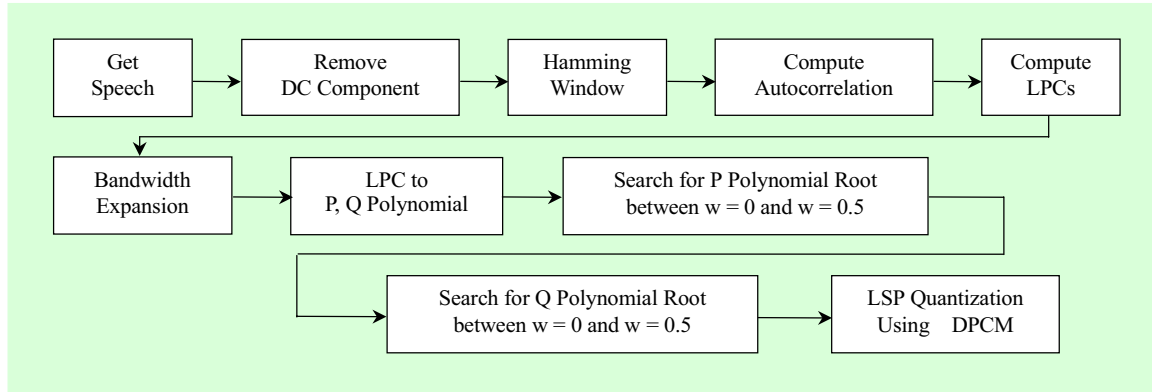 Get
Speech
Remove
DC Component
Hamming
Window
Compute
Autocorrelation
Compute
LPCs
Bandwidth
Expansion
LPC to
P, Q Polynomial
Search for P Polynomial Root
between w = 0 and w = 0.5
Search for Q Polynomial Root
between w = 0 and w = 0.5
LSP Quantization
Using DPCM